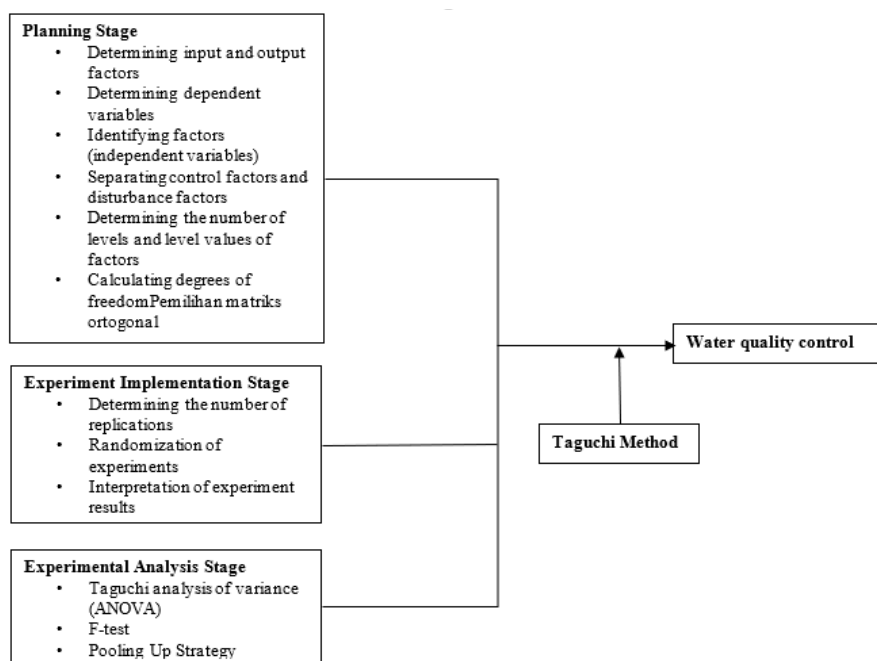 Planning Stage
• Determining input and output
factors
• Determining dependent
variables
• Identifying factors
(independent variables)
• Separating control factors and
disturbance factors
• Determining the number of
levels and level values of
factors
• Calculating degrees of
freedomPemilihan matriks
ortogonal
Experiment Implementation Stage
• Determining the number of
replications
• Randomization of
experiments
• Interpretation of experiment
results
Experimental Analysis Stage
• Taguchi analysis of variance
(ANOVA)
• F-test
• Pooling Up Strategy
Water quality control
Taguchi Method